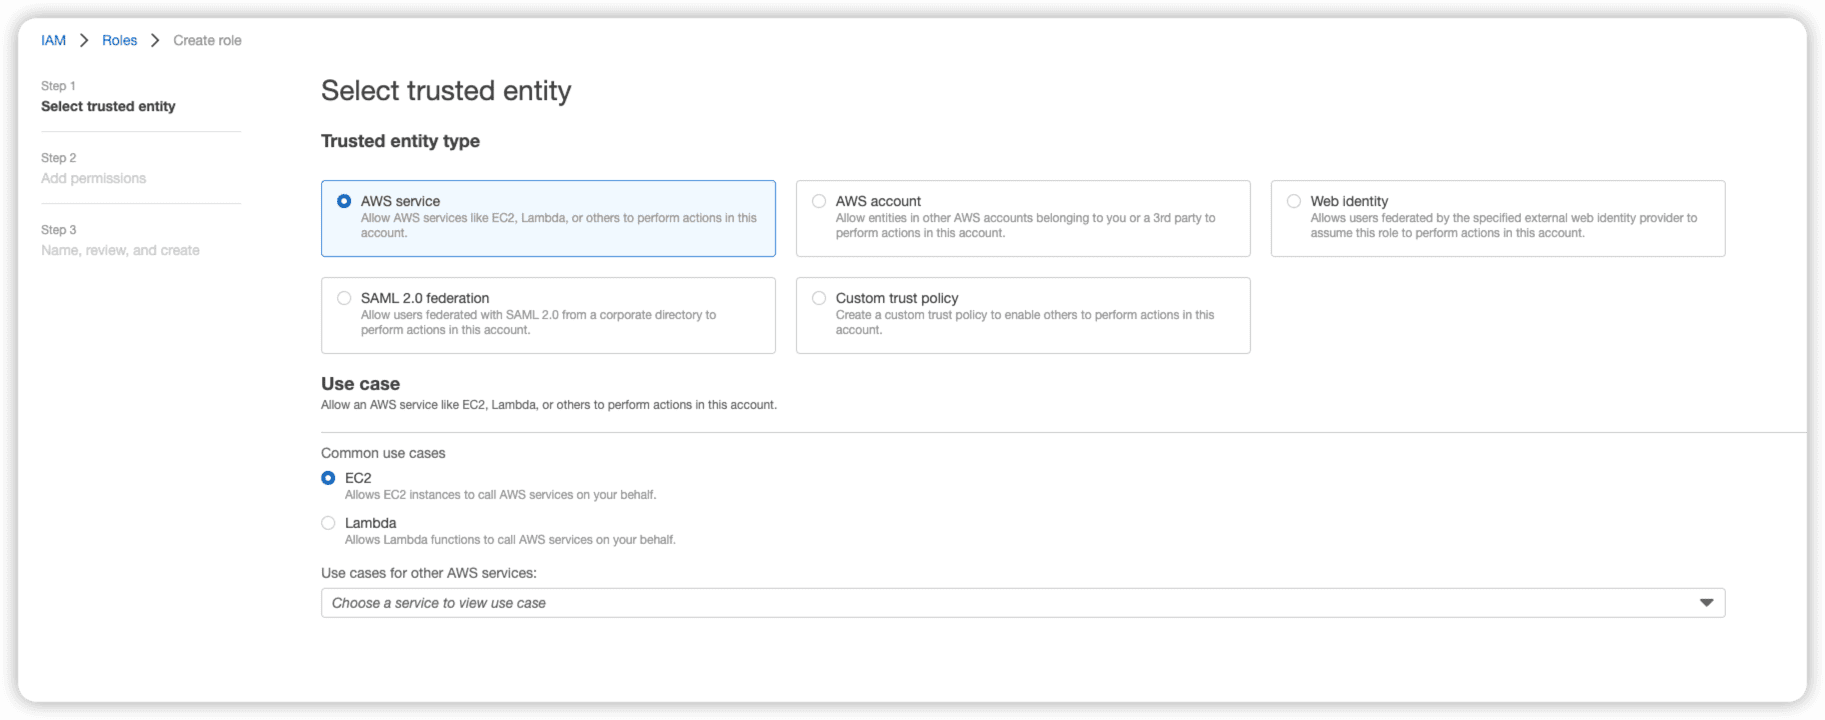 IAM > Roles > Create role
Step 1
Select trusted entity
Step 2
Add permissions
Step 3
Name, review, and create
Select trusted entity
Trusted entity type
AWS service
Allow AWS services like EC2, Lambda, or others to perform actions in this
account.
AWS account
Allow entities in other AWS accounts belonging to you or a 3rd party to
perform actions in this account.
Web identity
Allows users federated by the specified external web identity provider to
assume this role to perform actions in this account.
SAML 2.0 federation
Allow users federated with SAML 2.0 from a corporate directory to
perform actions in this account.
Custom trust policy
Create a custom trust policy to enable others to perform actions in this
account.
Use case
Allow an AWS service like EC2, Lambda, or others to perform actions in this account.
Common use cases
EC2
Allows EC2 instances to call AWS services on your behalf.
Lambda
Allows Lambda functions to call AWS services on your behalf.
Use cases for other AWS services:
Choose a service to view use case